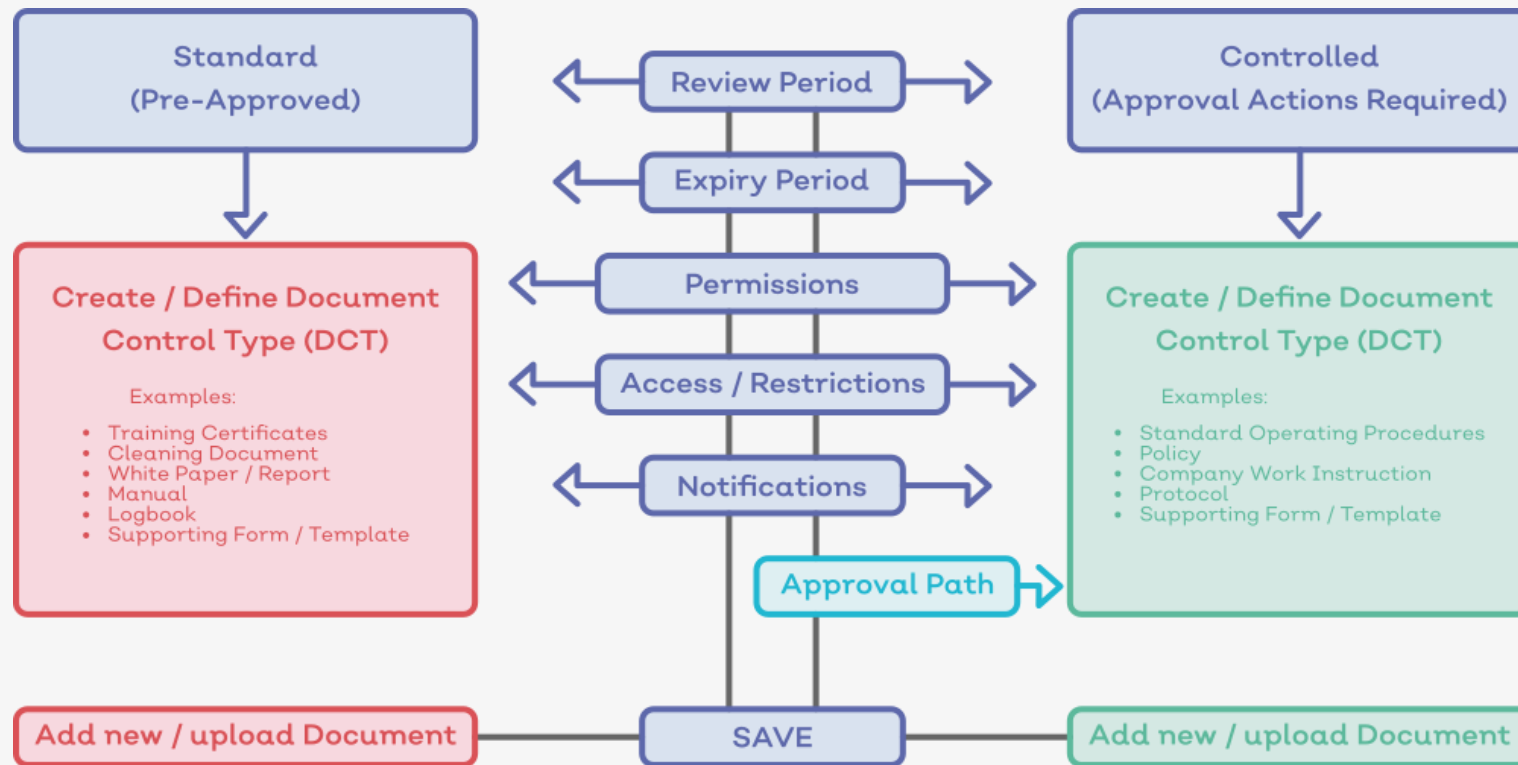 Standard
(Pre-Approved)
Create / Define Document
Control Type (DCT)
Examples:
• Training Certificates
• Cleaning Document
• White Paper / Report
• Manual
• Logbook
• Supporting Form / Template
Add new / upload Document
Review Period
Expiry Period
Permissions
Access / Restrictions
Notifications
Approval Path
SAVE
Controlled
(Approval Actions Required)
Create / Define Document
Control Type (DCT)
Examples:
• Standard Operating Procedures
• Policy
• Company Work Instruction
• Protocol
• Supporting Form / Template
Add new / upload Document